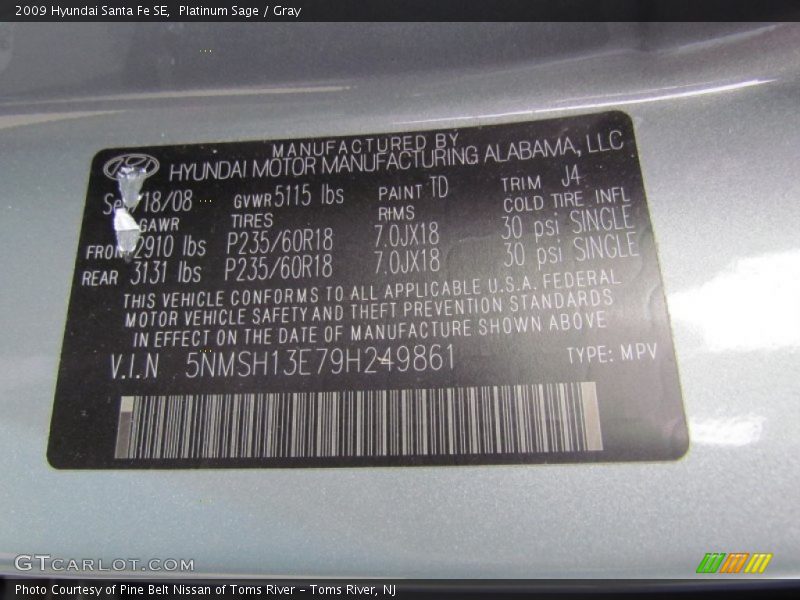 2009 Hyundai Santa Fe SE, Platinum Sage / Gray
MANUFACTURED BY
HYUNDAI MOTOR MANUFACTURING ALABAMA, LLC
18/08 GVWR 5115 lbs PAINT TD TRIM J4
GAWR TIRES RIMS COLD TIRE INFL
FRONT 2910 lbs P235/60R18 7.0JX18 30 psi SINGLE
REAR 3131 lbs P235/60R18 7.0JX18 30 psi SINGLE
THIS VEHICLE CONFORMS TO ALL APPLICABLE U.S.A. FEDERAL
MOTOR VEHICLE SAFETY AND THEFT PREVENTION STANDARDS
IN EFFECT ON THE DATE OF MANUFACTURE SHOWN ABOVE
V.I.N 5NMSH13E79H249861 TYPE: MPV
GTCARLOT.COM
Photo Courtesy of Pine Belt Nissan of Toms River - Toms River, NJ